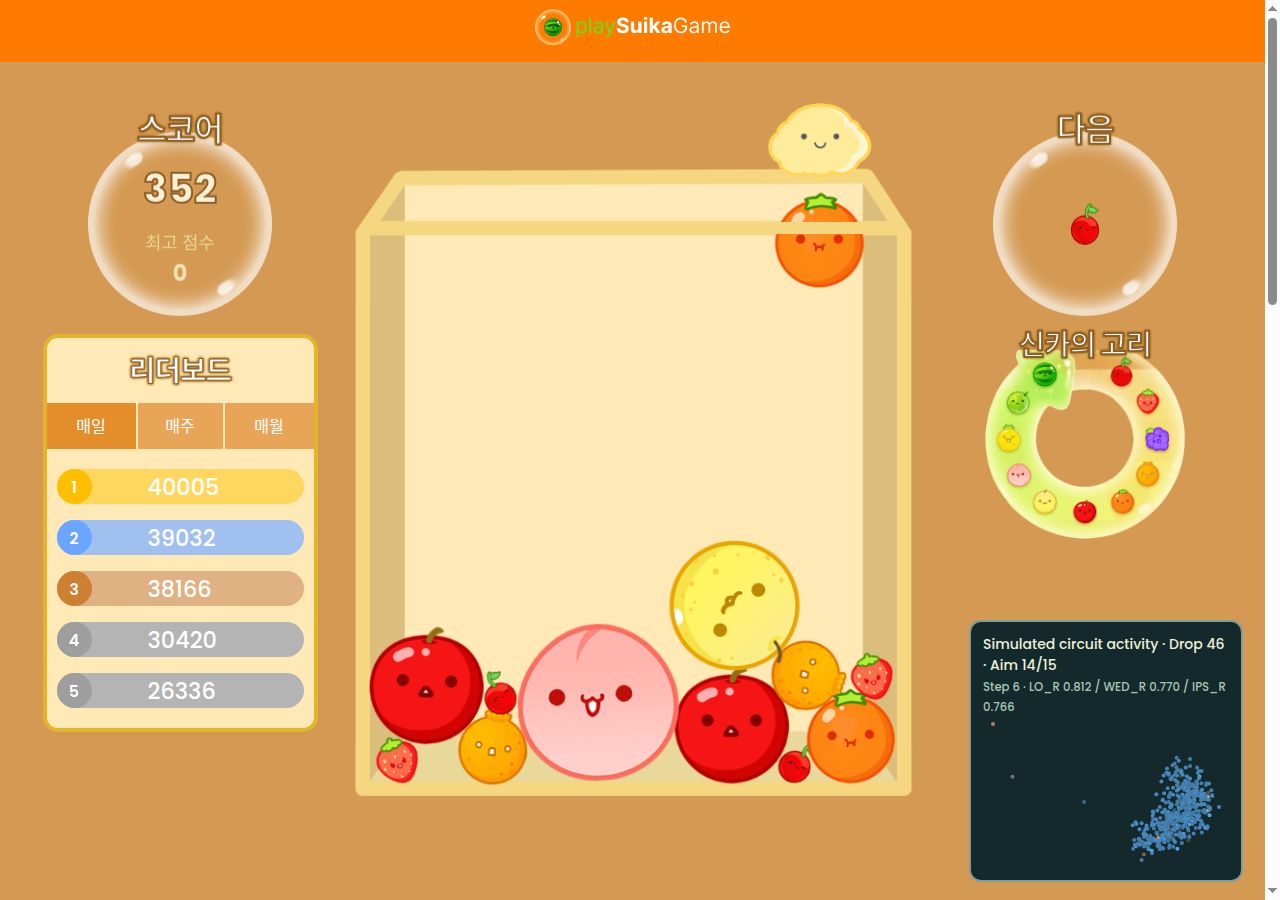 playSuikaGame
스코어
352
최고 점수
0
리더보드
매일 매주 매월
1 40005
2 39032
3 38166
4 30420
5 26336
다음
신카의 고리
Simulated circuit activity · Drop 46
· Aim 14/15
Step 6 · LO_R 0.812 / WED_R 0.770 / IPS_R
0.766